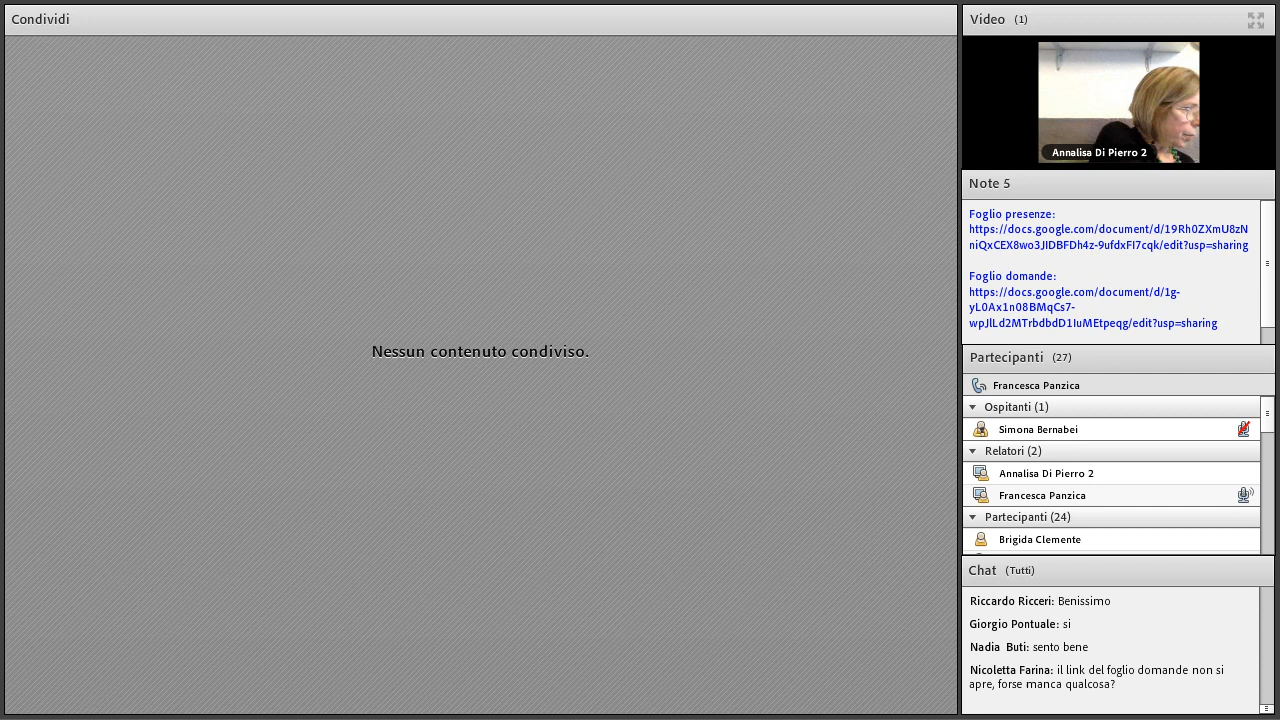 Condividi
Nessun contenuto condiviso.
Video (1)
Annalisa Di Pierro 2
Note 5
Foglio presenze:
https://docs.google.com/document/d/19Rh0ZXmU8zN
niQxCEX8wo3JIDBFDh4z-9ufdxFI7cqk/edit?usp=sharing
Foglio domande:
https://docs.google.com/document/d/1g-
yL0Ax1n08BMqCs7-
wpJlLd2MTrbdbdD1IuMEtpeqg/edit?usp=sharing
Partecipanti (27)
Francesca Panzica
Ospitanti (1)
Simona Bernabei
Relatori (2)
Annalisa Di Pierro 2
Francesca Panzica
Partecipanti (24)
Brigida Clemente
Chat (Tutti)
Riccardo Ricceri: Benissimo
Giorgio Pontuale: si
Nadia Buti: sento bene
Nicoletta Farina: il link del foglio domande non si
apre, forse manca qualcosa?